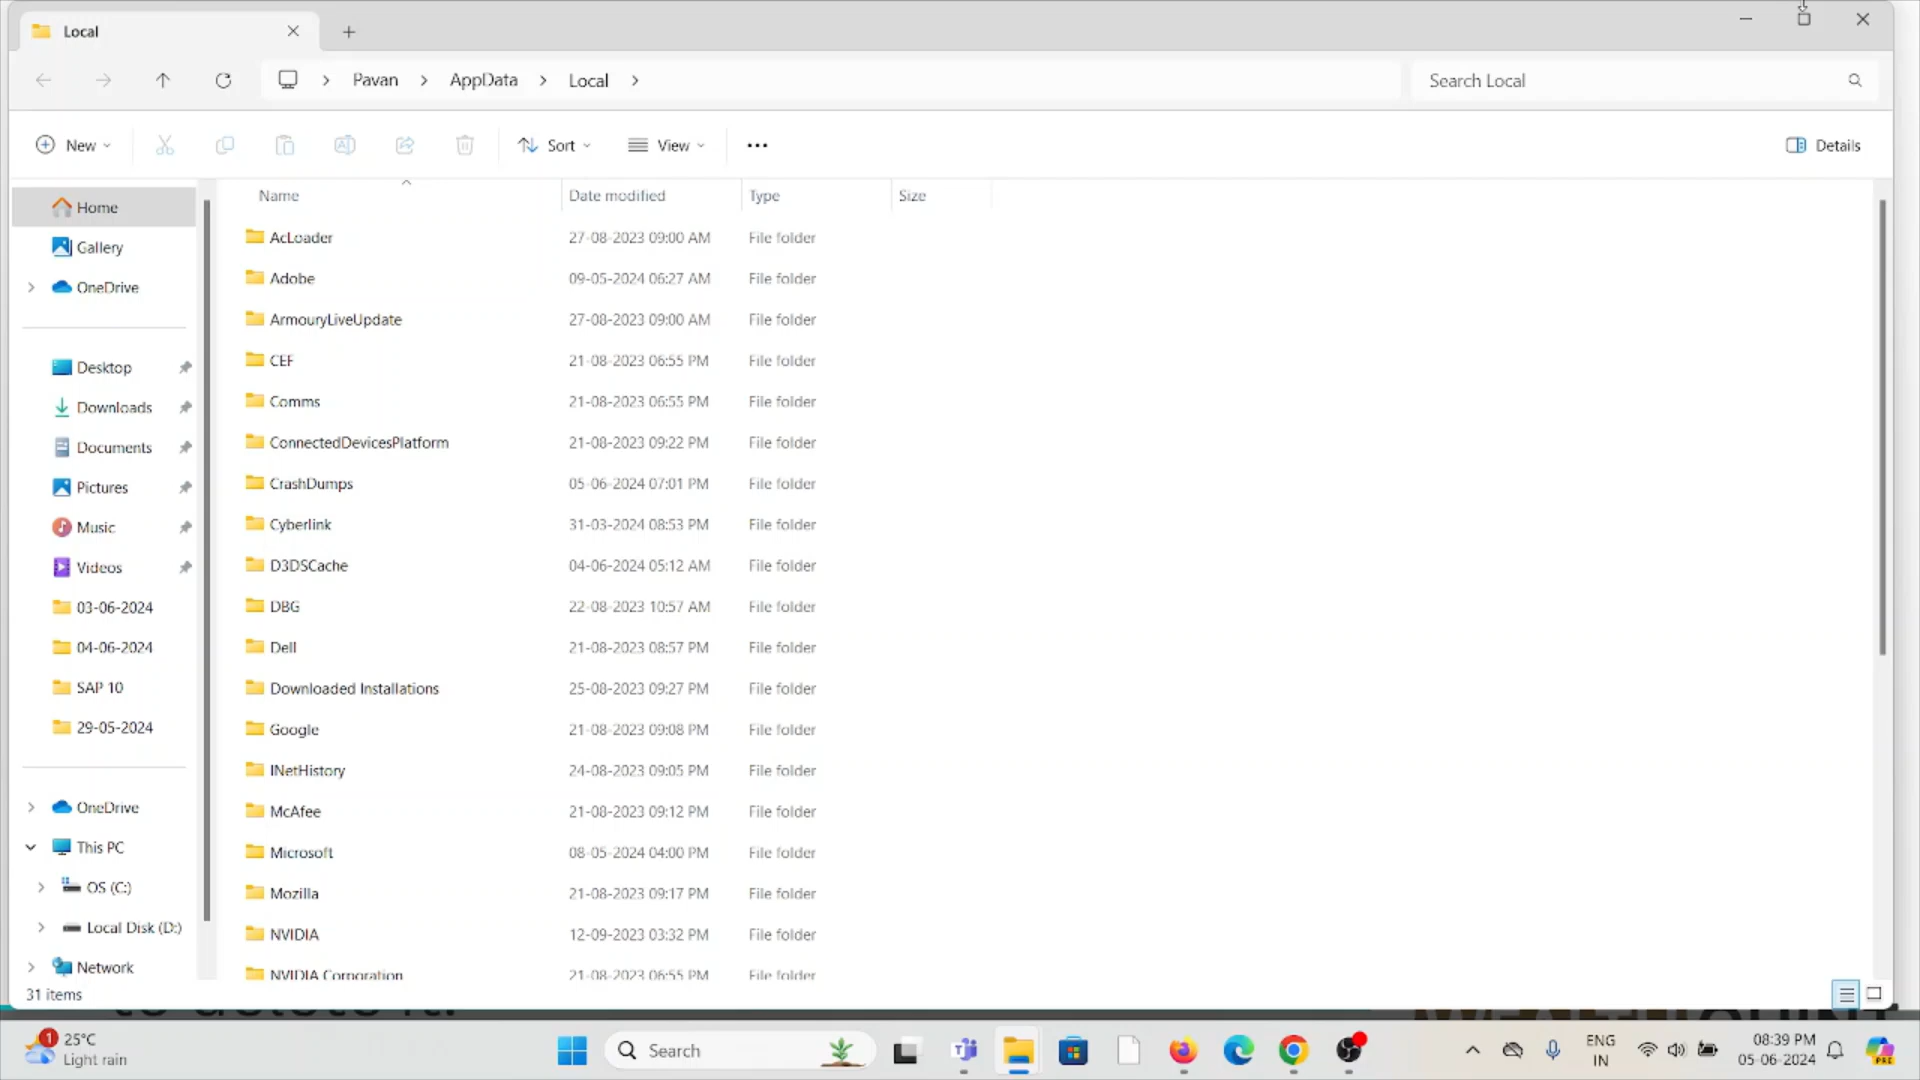 Local
Pavan > AppData > Local >
Search Local
New
Sort
View
Details
Name Date modified Type Size
Home
Gallery
OneDrive
Desktop
Downloads
Documents
Pictures
Music
Videos
03-06-2024
04-06-2024
SAP 10
29-05-2024
OneDrive
This PC
OS (C:)
Local Disk (D:)
Network
AcLoader 27-08-2023 09:00 AM File folder
Adobe 09-05-2024 06:27 AM File folder
ArmouryLiveUpdate 27-08-2023 09:00 AM File folder
CEF 21-08-2023 06:55 PM File folder
Comms 21-08-2023 06:55 PM File folder
ConnectedDevicesPlatform 21-08-2023 09:22 PM File folder
CrashDumps 05-06-2024 07:01 PM File folder
Cyberlink 31-03-2024 08:53 PM File folder
D3DSCache 04-06-2024 05:12 AM File folder
DBG 22-08-2023 10:57 AM File folder
Dell 21-08-2023 08:57 PM File folder
Downloaded Installations 25-08-2023 09:27 PM File folder
Google 21-08-2023 09:08 PM File folder
INetHistory 24-08-2023 09:05 PM File folder
McAfee 21-08-2023 09:12 PM File folder
Microsoft 08-05-2024 04:00 PM File folder
Mozilla 21-08-2023 09:17 PM File folder
NVIDIA 12-09-2023 03:32 PM File folder
NVIDIA Corporation 21-08-2023 06:55 PM File folder
31 items
1
25°C
Light rain
Search
ENG
IN
08:39 PM
05-06-2024
PRE